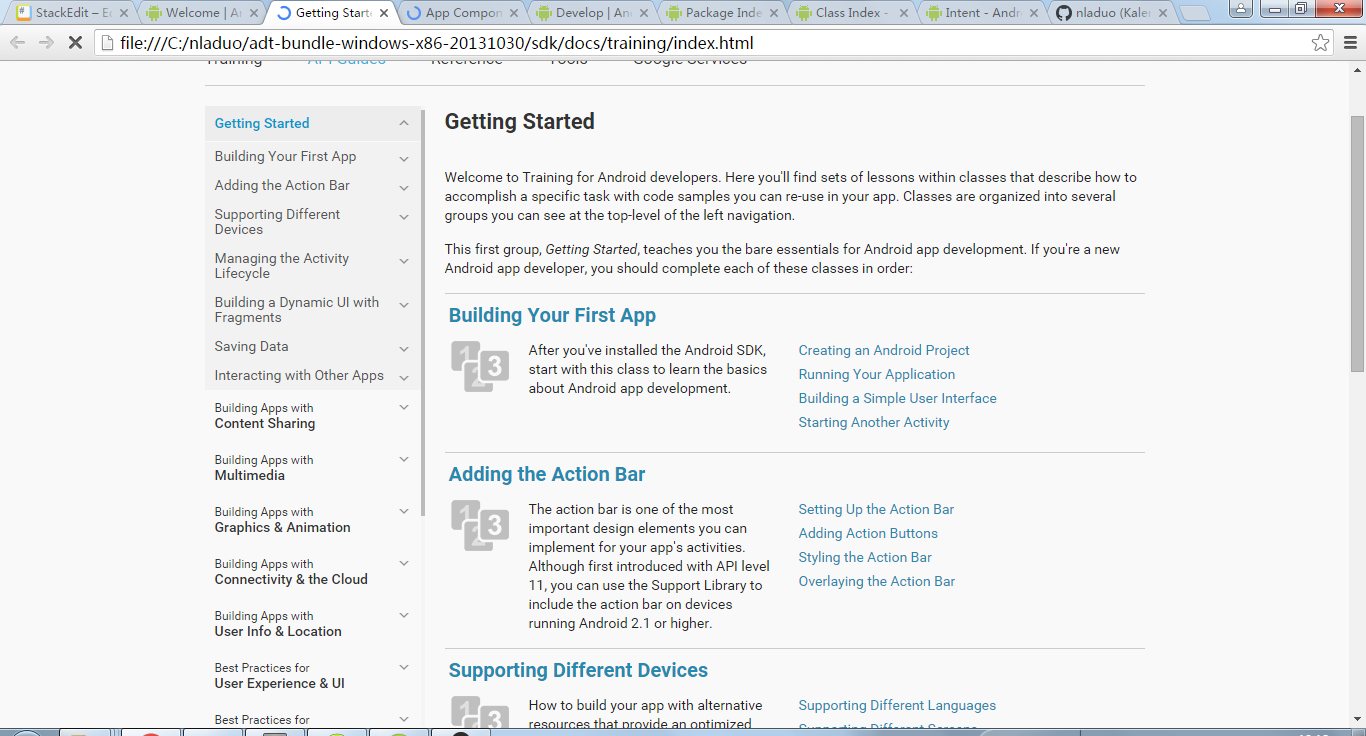 StackEdit – Ec
Welcome | A
Getting Start
App Compon
Develop | An
Package Inde
Class Index -
Intent - Andr
nladuo (Kaler
file:///C:/nladuo/adt-bundle-windows-x86-20131030/sdk/docs/training/index.html
Training API Guides Reference Tools Google Services
Getting Started
Building Your First App
Adding the Action Bar
Supporting Different
Devices
Managing the Activity
Lifecycle
Building a Dynamic UI with
Fragments
Saving Data
Interacting with Other Apps
Building Apps with
Content Sharing
Building Apps with
Multimedia
Building Apps with
Graphics & Animation
Building Apps with
Connectivity & the Cloud
Building Apps with
User Info & Location
Best Practices for
User Experience & UI
Best Practices for
Getting Started
Welcome to Training for Android developers. Here you'll find sets of lessons within classes that describe how to
accomplish a specific task with code samples you can re-use in your app. Classes are organized into several
groups you can see at the top-level of the left navigation.
This first group, Getting Started, teaches you the bare essentials for Android app development. If you're a new
Android app developer, you should complete each of these classes in order:
Building Your First App
1 2 3
After you've installed the Android SDK,
start with this class to learn the basics
about Android app development.
Creating an Android Project
Running Your Application
Building a Simple User Interface
Starting Another Activity
Adding the Action Bar
1 2 3
The action bar is one of the most
important design elements you can
implement for your app's activities.
Although first introduced with API level
11, you can use the Support Library to
include the action bar on devices
running Android 2.1 or higher.
Setting Up the Action Bar
Adding Action Buttons
Styling the Action Bar
Overlaying the Action Bar
Supporting Different Devices
1 3
How to build your app with alternative
resources that provide an optimized
Supporting Different Languages
Supporting Different Screens